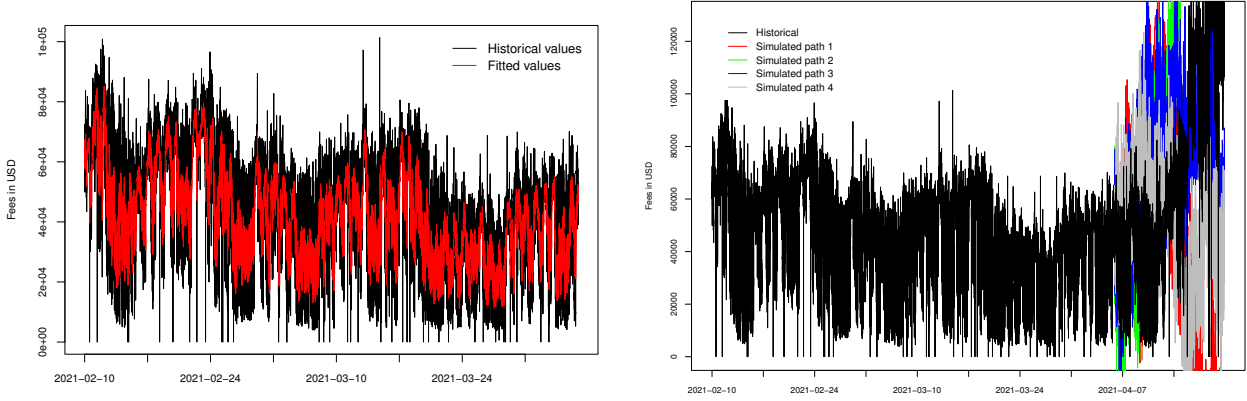 Fees in USD
0e+00
2e+04
4e+04
6e+04
8e+04
1e+05
Historical values
Fitted values
2021−02−10
2021−02−24
2021−03−10
2021−03−24
Fees in USD
0
20000
40000
60000
80000
100000
120000
Historical
Simulated path 1
Simulated path 2
Simulated path 3
Simulated path 4
2021−02−10
2021−02−24
2021−03−10
2021−03−24
2021−04−07